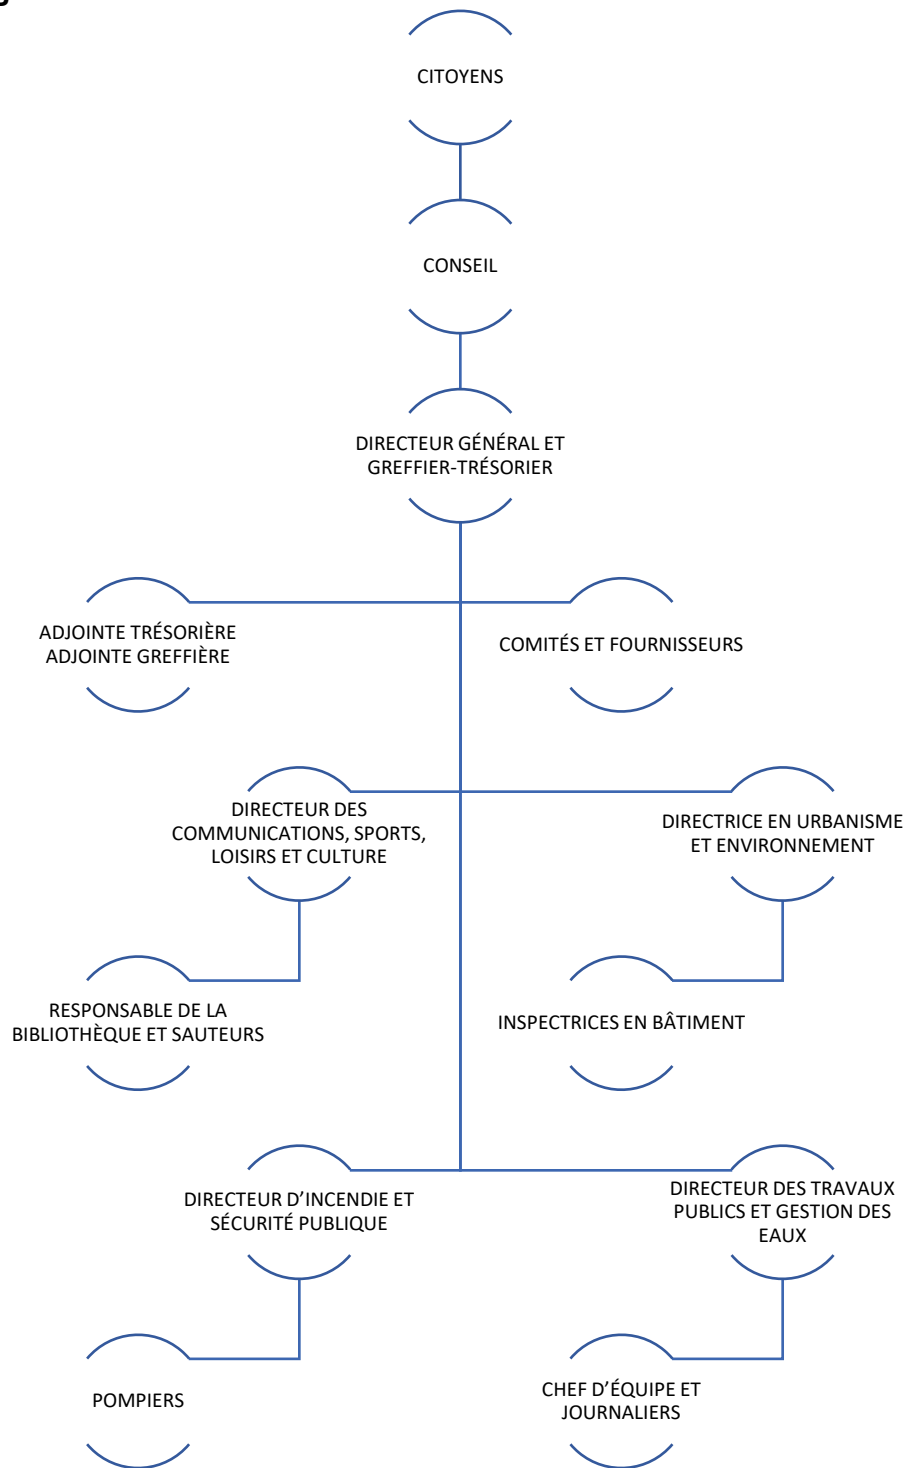 CITOYENS
CONSEIL
DIRECTEUR GÉNÉRAL ET
GREFFIER-TRÉSORIER
ADJOINTE TRÉSORIÈRE
ADJOINTE GREFFIÈRE
COMITÉS ET FOURNISSEURS
DIRECTEUR DES
COMMUNICATIONS, SPORTS,
LOISIRS ET CULTURE
DIRECTRICE EN URBANISME
ET ENVIRONNEMENT
RESPONSABLE DE LA
BIBLIOTHÈQUE ET SAUTEURS
INSPECTRICES EN BÂTIMENT
DIRECTEUR D’INCENDIE ET
SÉCURITÉ PUBLIQUE
DIRECTEUR DES TRAVAUX
PUBLICS ET GESTION DES
EAUX
POMPIERS
CHEF D’ÉQUIPE ET
JOURNALIERS